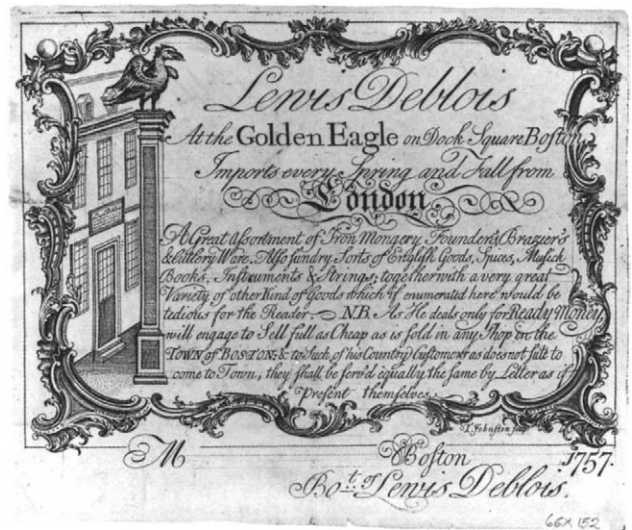 Lewis Deblois
At the Golden Eagle on Dock Square Boſton,
Imports every Spring and Fall from
London,
A Great Aſsortment of Iron Mongery Founder's Brazier's
& Cutlery Ware. Alſo ſundry Sorts of Engliſh Goods, Spices, Muſick
Books, Inſtruments & Strings; together with a very great
Variety of other Kind of Goods which if enumerated here would be
tedious for the Reader. N.B. As He deals only for Ready Money
will engage to Sell full as Cheap as is ſold in any Shop in the
TOWN of BOSTON; & to Such of his Country Cuſtomers as does not ſuit to
come to Town, they ſhall be ſerv'd equally the ſame by Letter as if
Preſent themſelves.
T. Johnſton ſculp
M Boſton 1757.
Bo.t of Lewis Deblois.
66x152